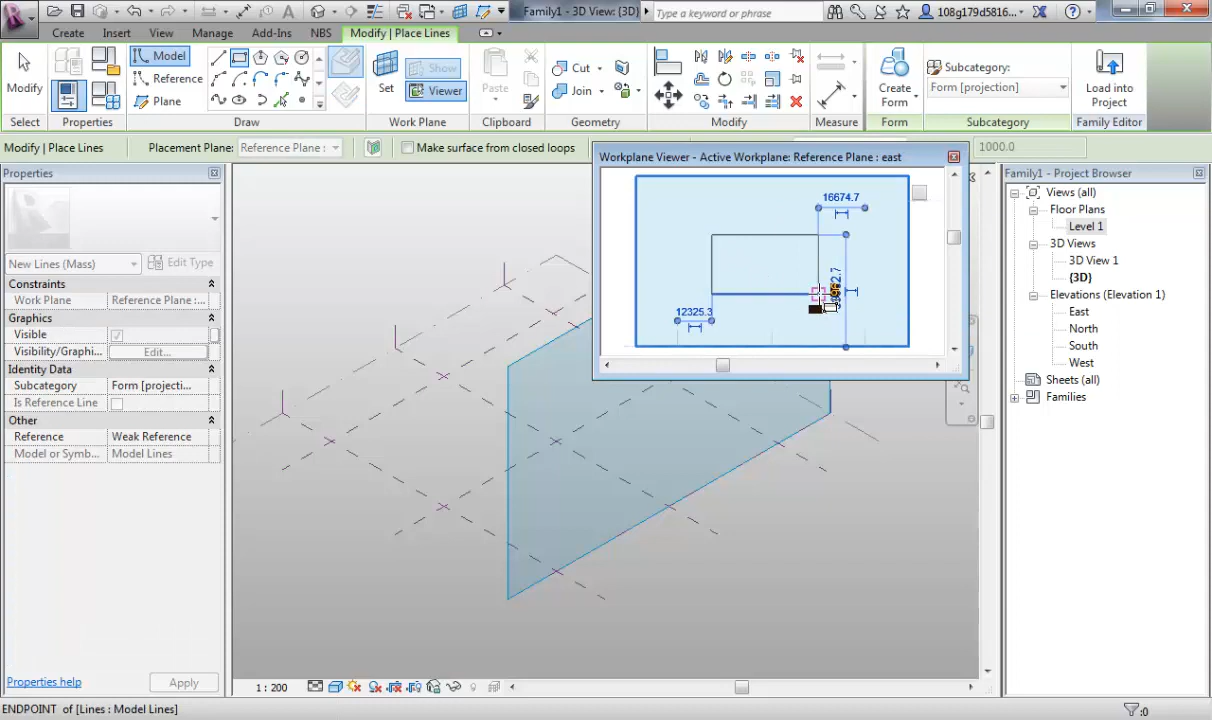 Family1 - 3D View: {3D}
Type a keyword or phrase
108g179d5816...
Create
Insert
View
Manage
Add-Ins
NBS
Modify | Place Lines
Modify
Model
Reference
Plane
Set
Show
Viewer
Paste
Cut
Join
Create
Form
Subcategory:
Form [projection]
Load into
Project
Select
Properties
Draw
Work Plane
Clipboard
Geometry
Modify
Measure
Form
Subcategory
Family Editor
Modify | Place Lines
Placement Plane:
Reference Plane :
Make surface from closed loops
1000.0
Properties
New Lines (Mass)
Edit Type
Constraints
Work Plane
Reference Plane :...
Graphics
Visible
Visibility/Graphi...
Edit...
Identity Data
Subcategory
Form [projecti...
Is Reference Line
Other
Reference
Weak Reference
Model or Symb...
Model Lines
Properties help
Apply
Workplane Viewer - Active Workplane: Reference Plane : east
16674.7
12325.3
Family1 - Project Browser
Views (all)
Floor Plans
Level 1
3D Views
3D View 1
{3D}
Elevations (Elevation 1)
East
North
South
West
Sheets (all)
Families
1 : 200
ENDPOINT of [Lines : Model Lines]
:0